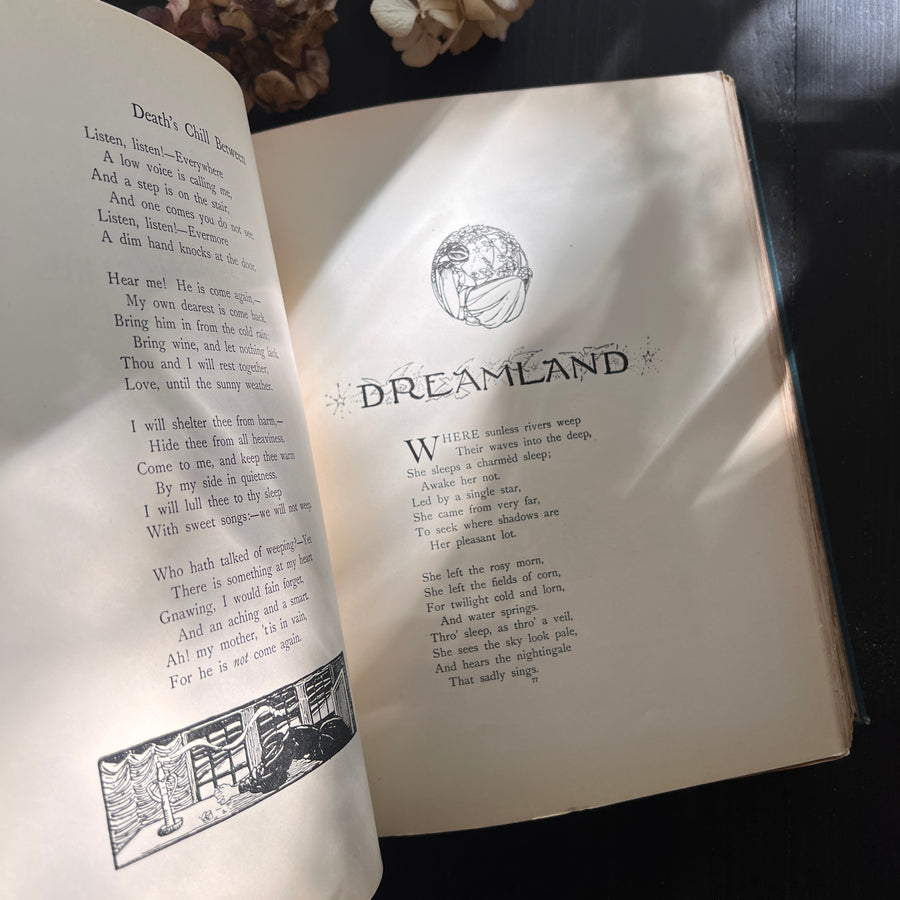 Death's Chill Between
Listen, listen!—Everywhere
A low voice is calling me,
And a step is on the stair,
And one comes you do not see.
Listen, listen!—Evermore
A dim hand knocks at the door.
Hear me! He is come again,—
My own dearest is come back.
Bring him in from the cold rain;
Bring wine, and let nothing lack.
Thou and I will rest together,
Love, until the sunny weather.
I will shelter thee from harm,—
Hide thee from all heaviness.
Come to me, and keep thee warm
By my side in quietness.
I will lull thee to thy sleep
With sweet songs:—we will not weep.
Who hath talked of weeping?—Yet
There is something at my heart
Gnawing, I would fain forget,
And an aching and a smart.
Ah! my mother, 'tis in vain,
For he is not come again.
DREAMLAND
WHERE sunless rivers weep
Their waves into the deep,
She sleeps a charmèd sleep;
Awake her not.
Led by a single star,
She came from very far,
To seek where shadows are
Her pleasant lot.
She left the rosy morn,
She left the fields of corn,
For twilight cold and lorn,
And water springs.
Thro' sleep, as thro' a veil,
She sees the sky look pale,
And hears the nightingale
That sadly sings.
77